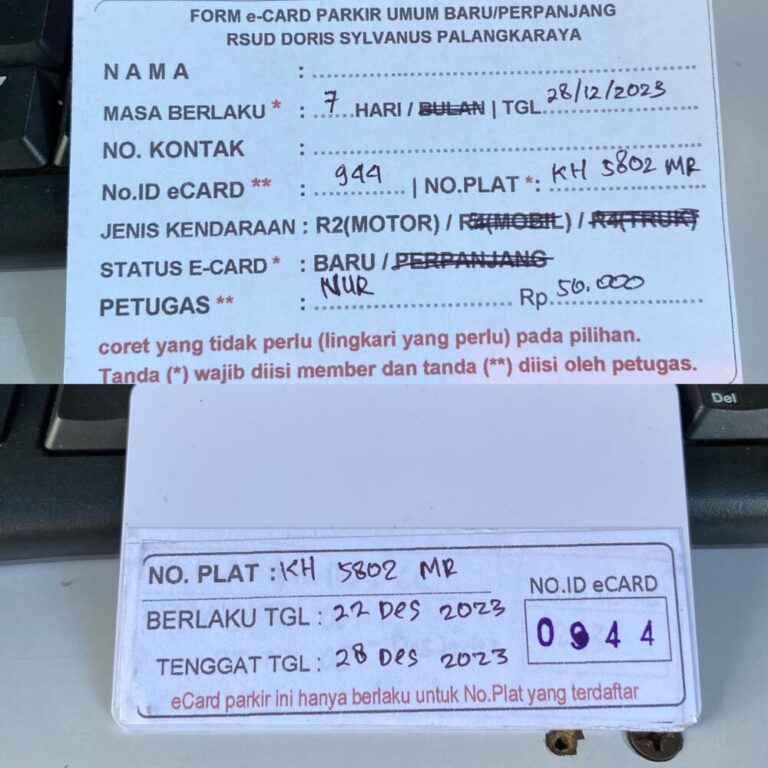 FORM e-CARD PARKIR UMUM BARU/PERPANJANG
RSUD DORIS SYLVANUS PALANGKARAYA
NAMA :
MASA BERLAKU * : 7 HARI / BULAN | TGL 28/12/2023
NO. KONTAK :
No.ID eCARD ** : 944 | NO.PLAT *: KH 5802 MR
JENIS KENDARAAN : R2(MOTOR) / R4(MOBIL) / R4(TRUK)
STATUS E-CARD * : BARU / PERPANJANG
PETUGAS ** : NUR Rp. 50.000
coret yang tidak perlu (lingkari yang perlu) pada pilihan.
Tanda (*) wajib diisi member dan tanda (**) diisi oleh petugas.
Del
NO. PLAT : KH 5802 MR
BERLAKU TGL : 22 Des 2023
TENGGAT TGL : 28 Des 2023
NO.ID eCARD
0944
eCard parkir ini hanya berlaku untuk No.Plat yang terdaftar